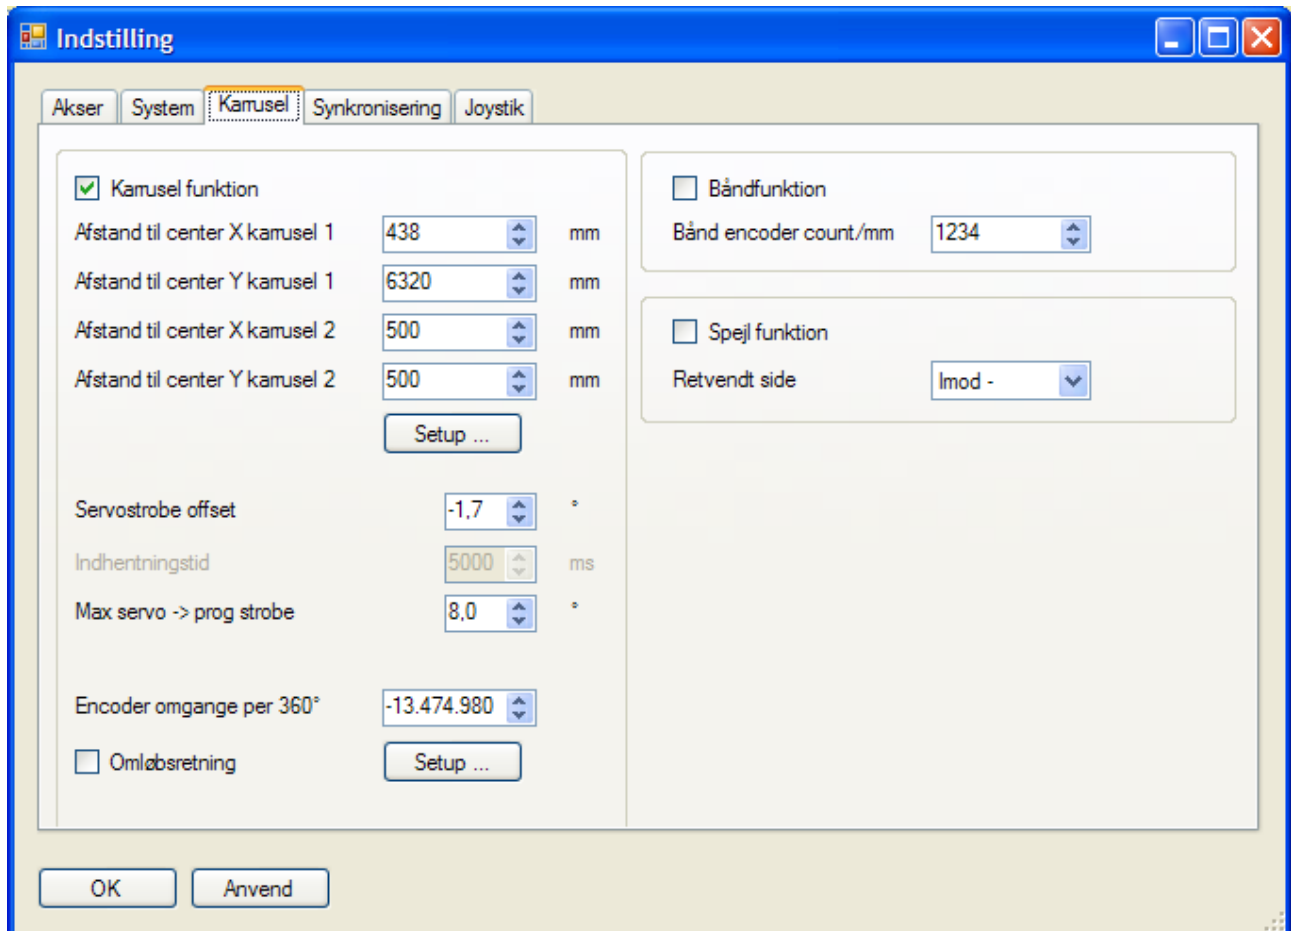 Indstilling
Akser System Karrusel Synkronisering Joystik
Karrusel funktion
Afstand til center X karrusel 1 438 mm
Afstand til center Y karrusel 1 6320 mm
Afstand til center X karrusel 2 500 mm
Afstand til center Y karrusel 2 500 mm
Setup ...
Servostrobe offset -1,7 °
Indhentningstid 5000 ms
Max servo -> prog strobe 8,0 °
Encoder omgange per 360° -13.474.980
Omløbsretning Setup ...
Båndfunktion
Bånd encoder count/mm 1234
Spejl funktion
Retvendt side Imod -
OK Anvend